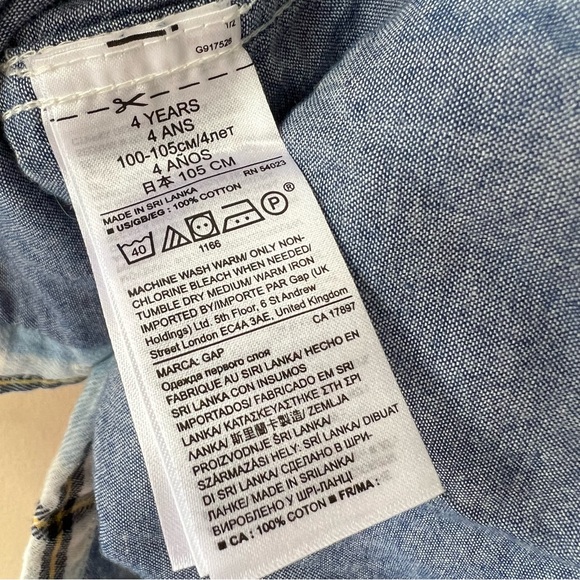 1/2
G917526
4 YEARS
4 ANS
100-105см/4лет
4 ANOS
日本 105 CM
MADE IN SRI LANKA RN 54023
■ US/GB/EG : 100% COTTON
40 P ®
1166
MACHINE WASH WARM/ ONLY NON-
CHLORINE BLEACH WHEN NEEDED/
TUMBLE DRY MEDIUM/ WARM IRON
IMPORTED BY/IMPORTE PAR Gap (UK
Holdings) Ltd. 5th Floor, 6 St Andrew
Street London EC4A 3AE, United Kingdom
CA 17897
MARCA: GAP
Одежда первого слоя
FABRIQUE AU SRI LANKA/ HECHO EN
SRI LANKA CON INSUMOS
IMPORTADOS/ FABRICADO EM SRI
LANKA/ ΚΑΤΑΣΚΕΥΑΣΤΗΚΕ ΣΤΗ ΣΡΙ
ΛΑΝΚΑ/ 斯里蘭卡製造/ ZEMLJA
PROIZVODNJE ŠRI LANKA/
SZÁRMAZÁSI HELY: SRÍ LANKA/ DIBUAT
DI SRI LANKA/ СДЕЛАНО В ШРИ-
ЛАНКЕ/ MADE IN SRILANKA/
ВИРОБЛЕНО У ШРІ-ЛАНЦІ
■ CA : 100% COTTON ■ FR/MA :